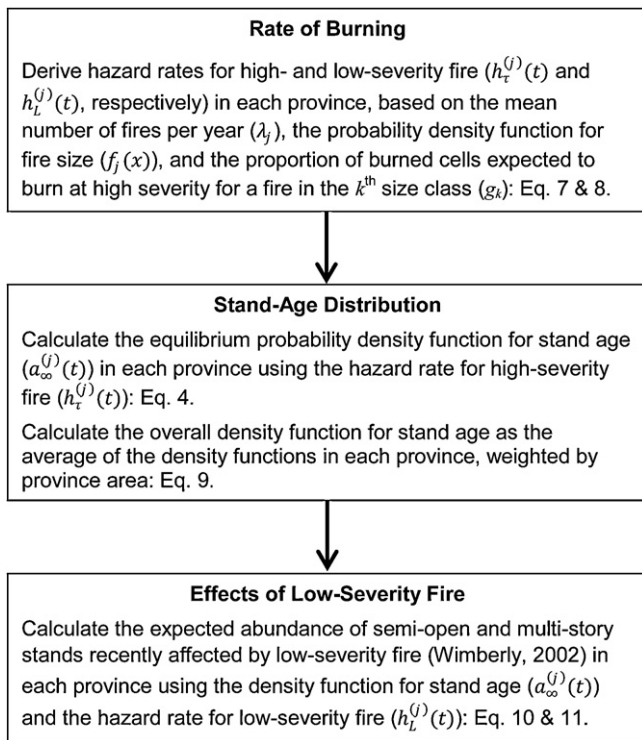 Rate of Burning
Derive hazard rates for high- and low-severity fire (h_τ^(j)(t) and
h_L^(j)(t), respectively) in each province, based on the mean
number of fires per year (λ_j), the probability density function for
fire size (f_j(x)), and the proportion of burned cells expected to
burn at high severity for a fire in the k^th size class (g_k): Eq. 7 & 8.
Stand-Age Distribution
Calculate the equilibrium probability density function for stand age
(a_∞^(j)(t)) in each province using the hazard rate for high-severity
fire (h_τ^(j)(t)): Eq. 4.
Calculate the overall density function for stand age as the
average of the density functions in each province, weighted by
province area: Eq. 9.
Effects of Low-Severity Fire
Calculate the expected abundance of semi-open and multi-story
stands recently affected by low-severity fire (Wimberly, 2002) in
each province using the density function for stand age (a_∞^(j)(t))
and the hazard rate for low-severity fire (h_L^(j)(t)): Eq. 10 & 11.